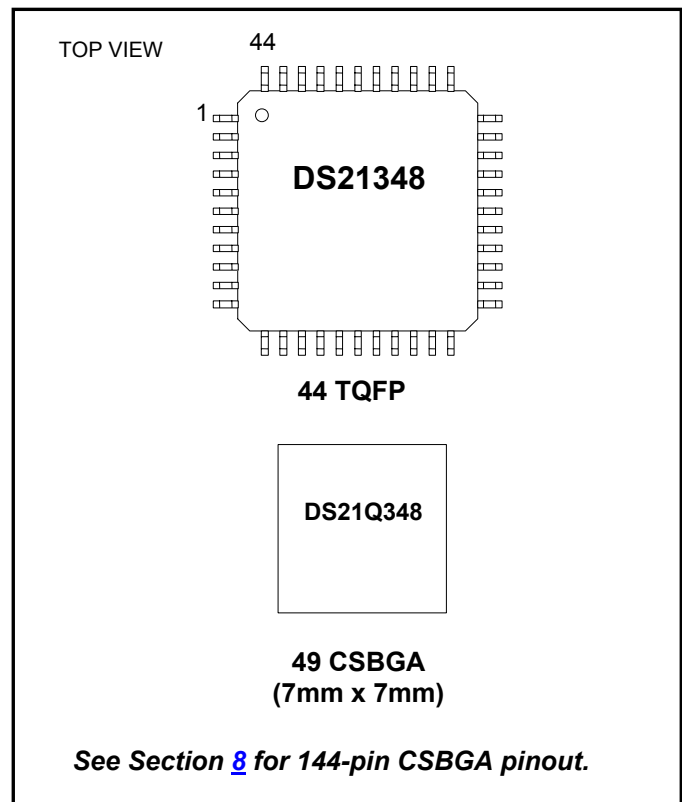 TOP VIEW
44
1
DS21348
44 TQFP
DS21Q348
49 CSBGA
(7mm x 7mm)
See Section 8 for 144-pin CSBGA pinout.